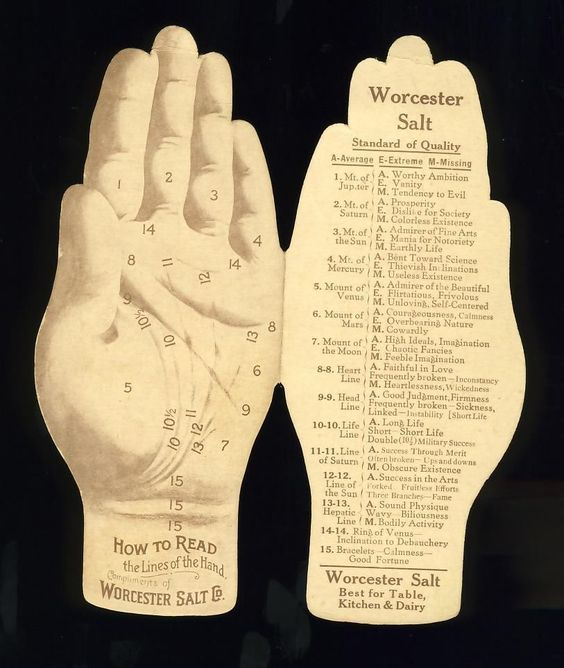 1
2
3
4
14
8
11
12
14
9
10½
10
13
8
6
5
6
9
10
10½
12
11
10
13
12
7
15
15
15
HOW TO READ
the Lines of the Hand.
Compliments of
WORCESTER SALT Co.
Worcester
Salt
Standard of Quality
A-Average E-Extreme M-Missing
1. Mt. of Jupiter A. Worthy Ambition
E. Vanity
M. Tendency to Evil
2. Mt. of Saturn A. Prosperity
E. Dislike for Society
M. Colorless Existence
3. Mt. of the Sun A. Admirer of Fine Arts
E. Mania for Notoriety
M. Earthly Life
4. Mt. of Mercury A. Bent Toward Science
E. Thievish Inclinations
M. Useless Existence
5. Mount of Venus A. Admirer of the Beautiful
E. Flirtatious, Frivolous
M. Unloving, Self-Centered
6. Mount of Mars A. Courageousness, Calmness
E. Overbearing Nature
M. Cowardly
7. Mount of the Moon A. High Ideals, Imagination
E. Chaotic Fancies
M. Feeble Imagination
8-8. Heart Line A. Faithful in Love
Frequently broken—Inconstancy
M. Heartlessness, Wickedness
9-9. Head Line A. Good Judgment, Firmness
Frequently broken—Sickness,
Linked—Instability [Short Life
10-10. Life Line A. Long Life
Short—Short Life
Double (10½) Military Success
11-11. Line of Saturn A. Success Through Merit
Often broken—Ups and downs
M. Obscure Existence
12-12. Line of the Sun A. Success in the Arts
Forked—Fruitless Efforts
Three Branches—Fame
13-13. Hepatic Line A. Sound Physique
Wavy—Biliousness
M. Bodily Activity
14-14. Ring of Venus—
Inclination to Debauchery
15. Bracelets—Calmness—
Good Fortune
Worcester Salt
Best for Table,
Kitchen & Dairy